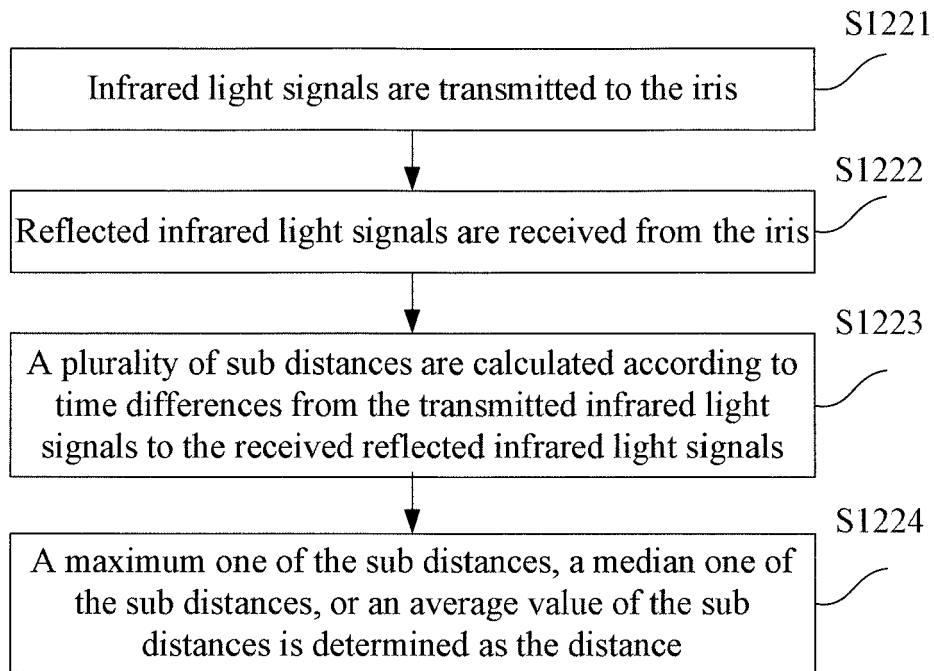 S1221
Infrared light signals are transmitted to the iris
S1222
Reflected infrared light signals are received from the iris
S1223
A plurality of sub distances are calculated according to
time differences from the transmitted infrared light
signals to the received reflected infrared light signals
S1224
A maximum one of the sub distances, a median one of
the sub distances, or an average value of the sub
distances is determined as the distance